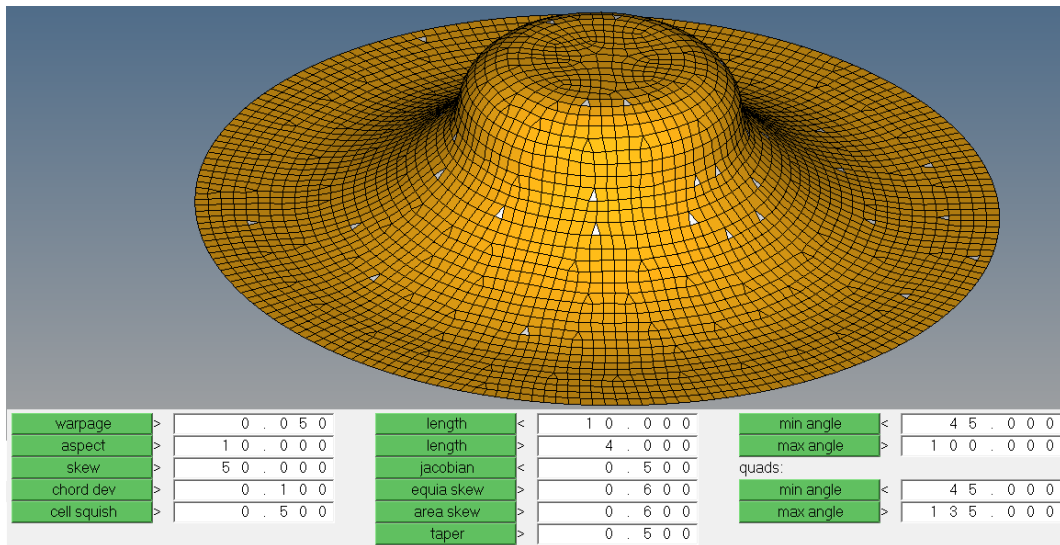 warpage > 0.050 length < 10.000 min angle < 45.000
aspect > 10.000 length > 4.000 max angle > 100.000
skew > 50.000 jacobian < 0.500 quads:
chord dev > 0.100 equia skew > 0.600 min angle < 45.000
cell squish > 0.500 area skew > 0.600 max angle > 135.000
taper > 0.500